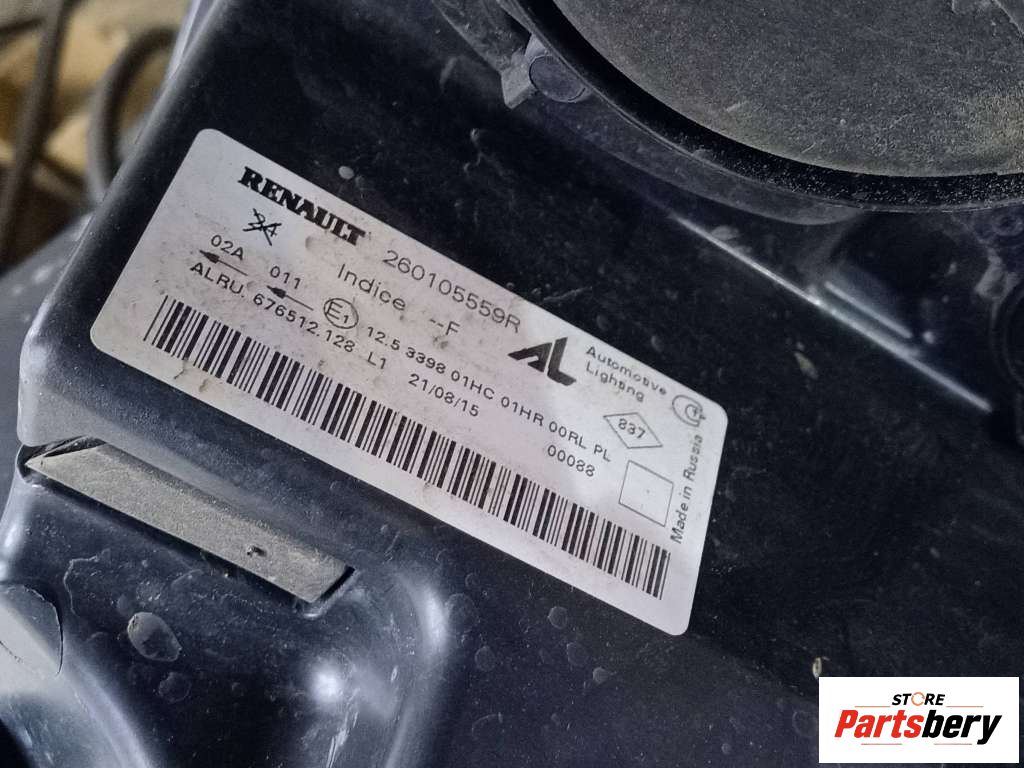 RENAULT 260105559R
34 Indice --F
02A 011 E1 12.5 3398 01HC 01HR 00RL PL
ALRU. 676512.128 L1 21/08/15 00088
AL Automotive
Lighting
837
Made in Russia
STORE
Partsbery